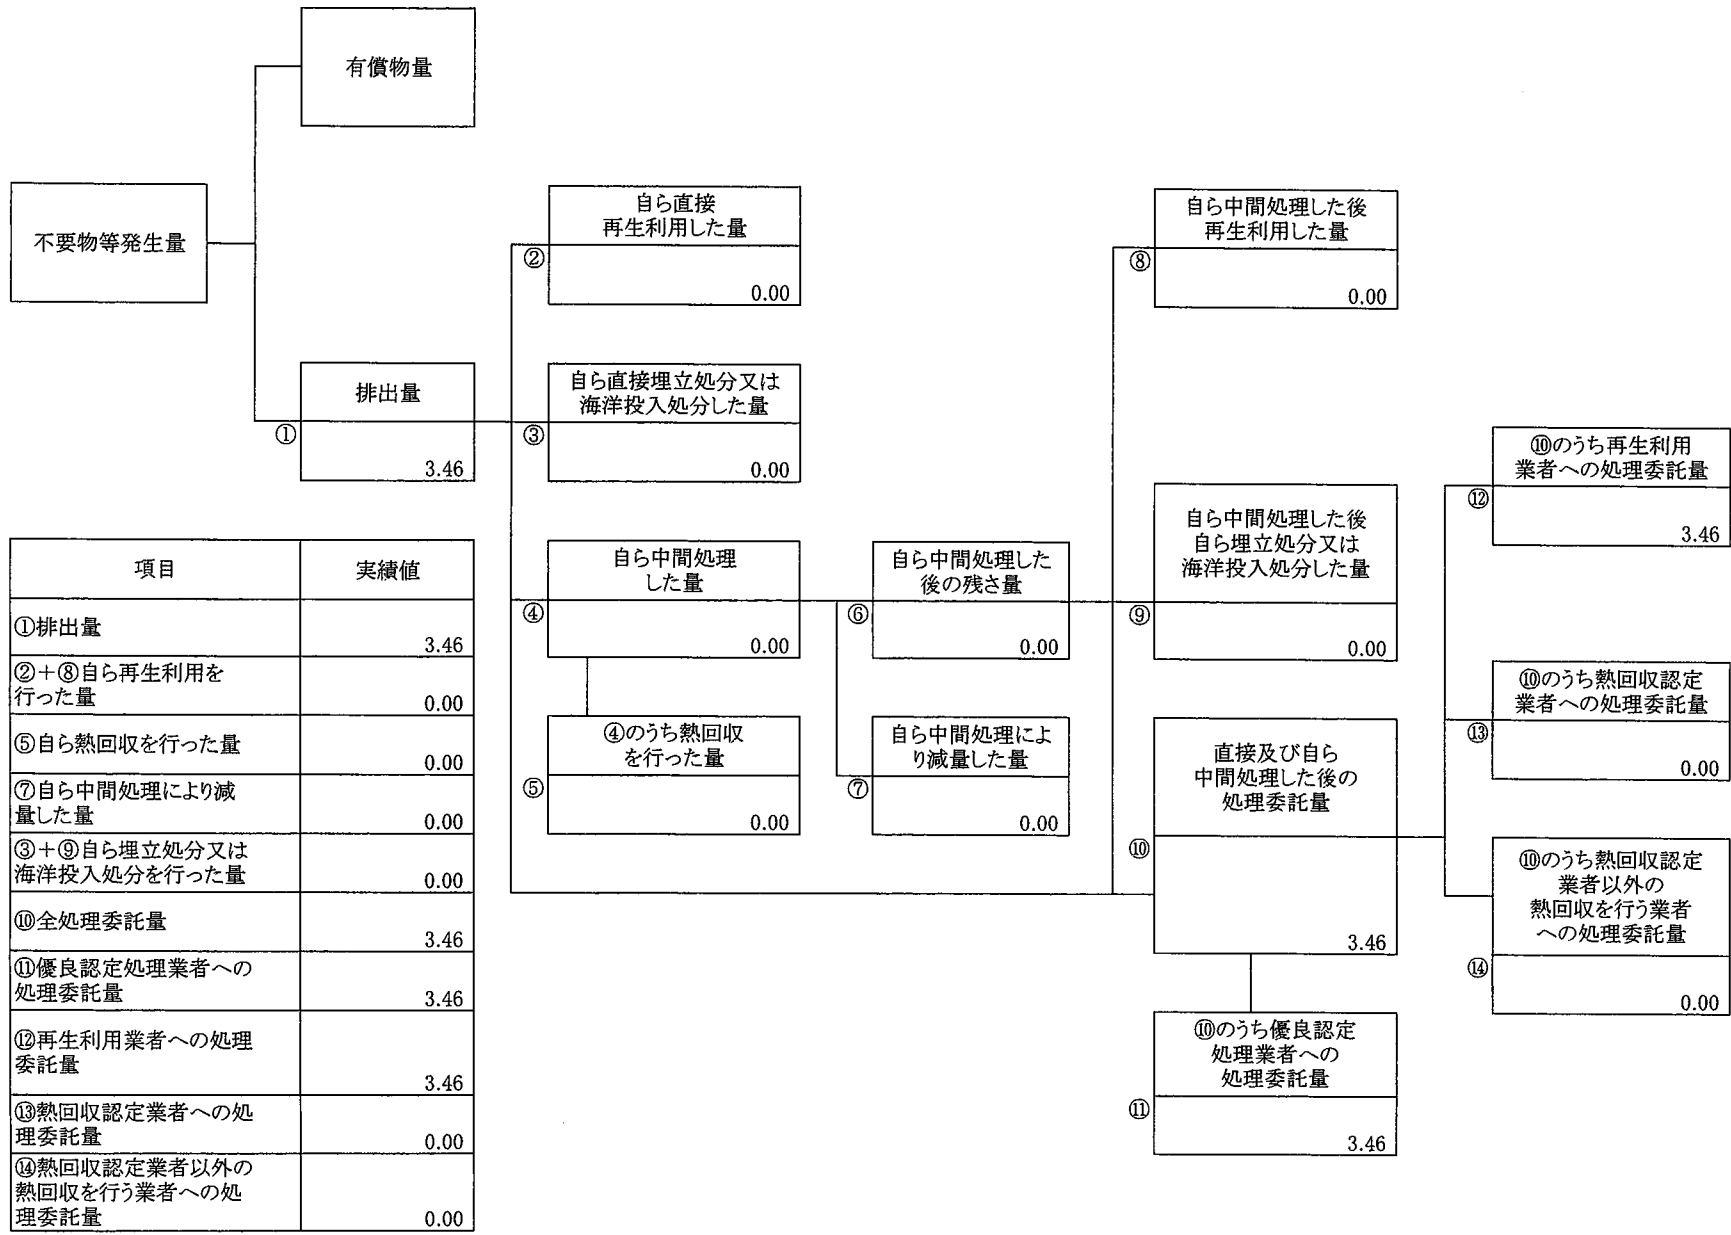 有償物量
不要物等発生量
排出量
①
3.46
自ら直接
再生利用した量
②
0.00
自ら直接埋立処分又は
海洋投入処分した量
③
0.00
自ら中間処理
した量
④
0.00
④のうち熱回収
を行った量
⑤
0.00
自ら中間処理した
後の残さ量
⑥
0.00
自ら中間処理によ
り減量した量
⑦
0.00
自ら中間処理した後
再生利用した量
⑧
0.00
自ら中間処理した後
自ら埋立処分又は
海洋投入処分した量
⑨
0.00
直接及び自ら
中間処理した後の
処理委託量
⑩
3.46
⑩のうち優良認定
処理業者への
処理委託量
⑪
3.46
⑩のうち再生利用
業者への処理委託量
⑫
3.46
⑩のうち熱回収認定
業者への処理委託量
⑬
0.00
⑩のうち熱回収認定
業者以外の
熱回収を行う業者
への処理委託量
⑭
0.00
項目 実績値
①排出量
3.46
②+⑧自ら再生利用を
行った量
0.00
⑤自ら熱回収を行った量
0.00
⑦自ら中間処理により減
量した量
0.00
③+⑨自ら埋立処分又は
海洋投入処分を行った量
0.00
⑩全処理委託量
3.46
⑪優良認定処理業者への
処理委託量
3.46
⑫再生利用業者への処理
委託量
3.46
⑬熱回収認定業者への処
理委託量
0.00
⑭熱回収認定業者以外の
熱回収を行う業者への処
理委託量
0.00